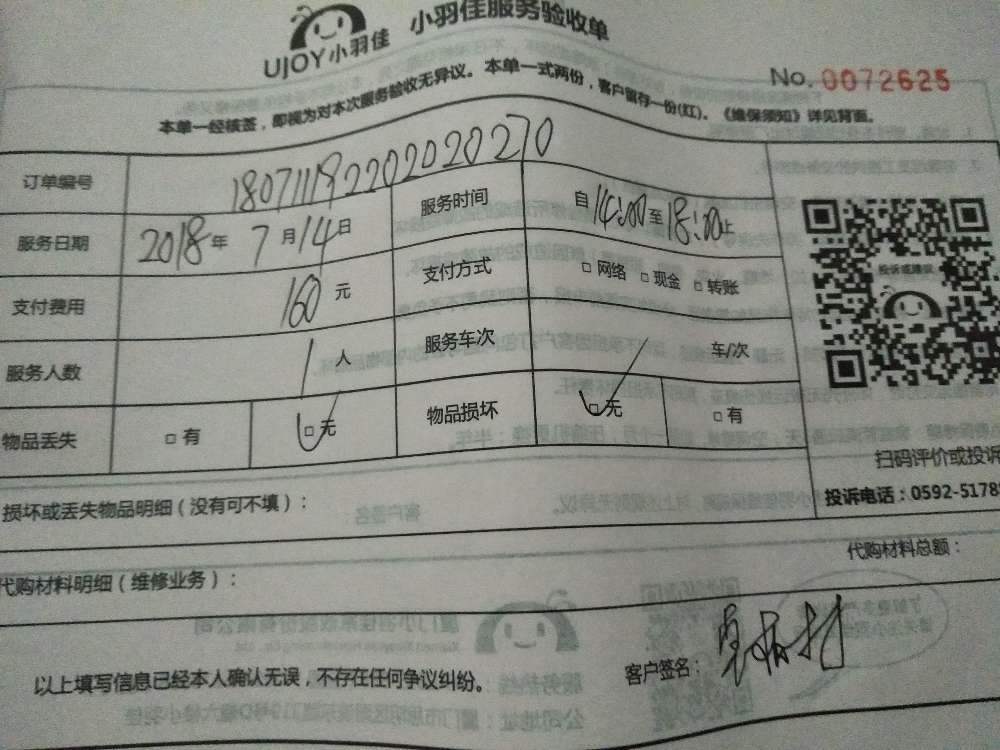 UJOY小羽佳 小羽佳服务验收单
No. 0072625
本单一经核签，即视为对本次服务验收无异议。本单一式两份，客户留存一份(红)。《维保须知》详见背面。
订单编号 180711192202020270
服务日期 2018年7月14日 服务时间 自14:00至18:00止
支付费用 160元 支付方式 □ 网络 □ 现金 □ 转账
服务人数 1人 服务车次 车/次
物品丢失 □ 有 □ 无 物品损坏 □ 无 □ 有
投诉或建议
扫码评价或投诉
损坏或丢失物品明细（没有可不填）：
投诉电话：0592-5178
代购材料明细（维修业务）： 代购材料总额：
以上填写信息已经本人确认无误，不存在任何争议纠纷。 客户签名：